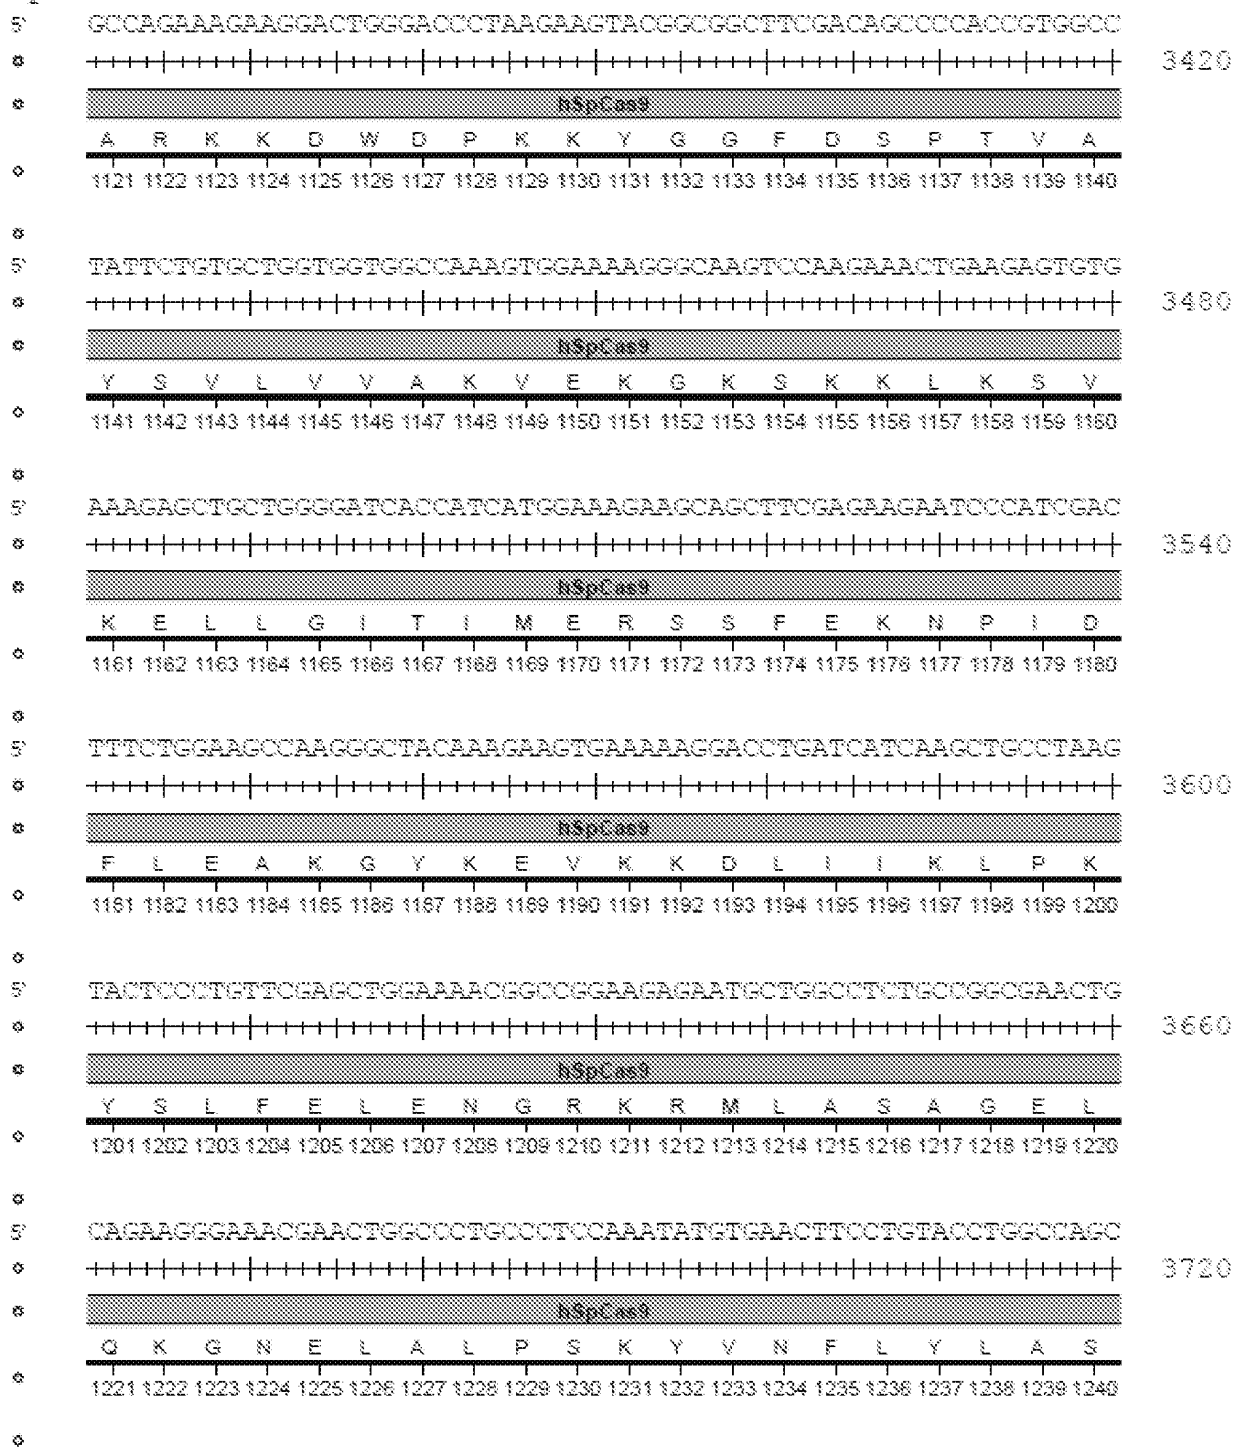 5' GCCAGAAAGAAGGACTGGGACCCTAAGAAGTACGGCGGCTTCGACAGCCCCACCGTGGCC
3420
hSpCas9
A R K K D W D P K K Y G G F D S P T V A
1121 1122 1123 1124 1125 1126 1127 1128 1129 1130 1131 1132 1133 1134 1135 1136 1137 1138 1139 1140
5' TATTCTGTGCTGGTGGTGGCCAAAGTGGAAAAGGGCAAGTCCAAGAAACTGAAGAGTGTG
3480
hSpCas9
Y S V L V V A K V E K G K S K K L K S V
1141 1142 1143 1144 1145 1146 1147 1148 1149 1150 1151 1152 1153 1154 1155 1156 1157 1158 1159 1160
5' AAAGAGCTGCTGGGGATCACCATCATGGAAAGAAGCAGCTTCGAGAAGAATCCCATCGAC
3540
hSpCas9
K E L L G I T I M E R S S F E K N P I D
1161 1162 1163 1164 1165 1166 1167 1168 1169 1170 1171 1172 1173 1174 1175 1176 1177 1178 1179 1180
5' TTTCTGGAAGCCAAGGGCTACAAAGAAGTGAAAAAGGACCTGATCATCAAGCTGCCTAAG
3600
hSpCas9
F L E A K G Y K E V K K D L I I K L P K
1181 1182 1183 1184 1185 1186 1187 1188 1189 1190 1191 1192 1193 1194 1195 1196 1197 1198 1199 1200
5' TACTCCCTGTTCGAGCTGGAAAACGGCCGGAAGAGAATGCTGGCCTCTGCCGGCGAACTG
3660
hSpCas9
Y S L F E L E N G R K R M L A S A G E L
1201 1202 1203 1204 1205 1206 1207 1208 1209 1210 1211 1212 1213 1214 1215 1216 1217 1218 1219 1220
5' CAGAAGGGAAACGAACTGGCCCTGCCCTCCAAATATGTGAACTTCCTGTACCTGGCCAGC
3720
hSpCas9
Q K G N E L A L P S K Y V N F L Y L A S
1221 1222 1223 1224 1225 1226 1227 1228 1229 1230 1231 1232 1233 1234 1235 1236 1237 1238 1239 1240